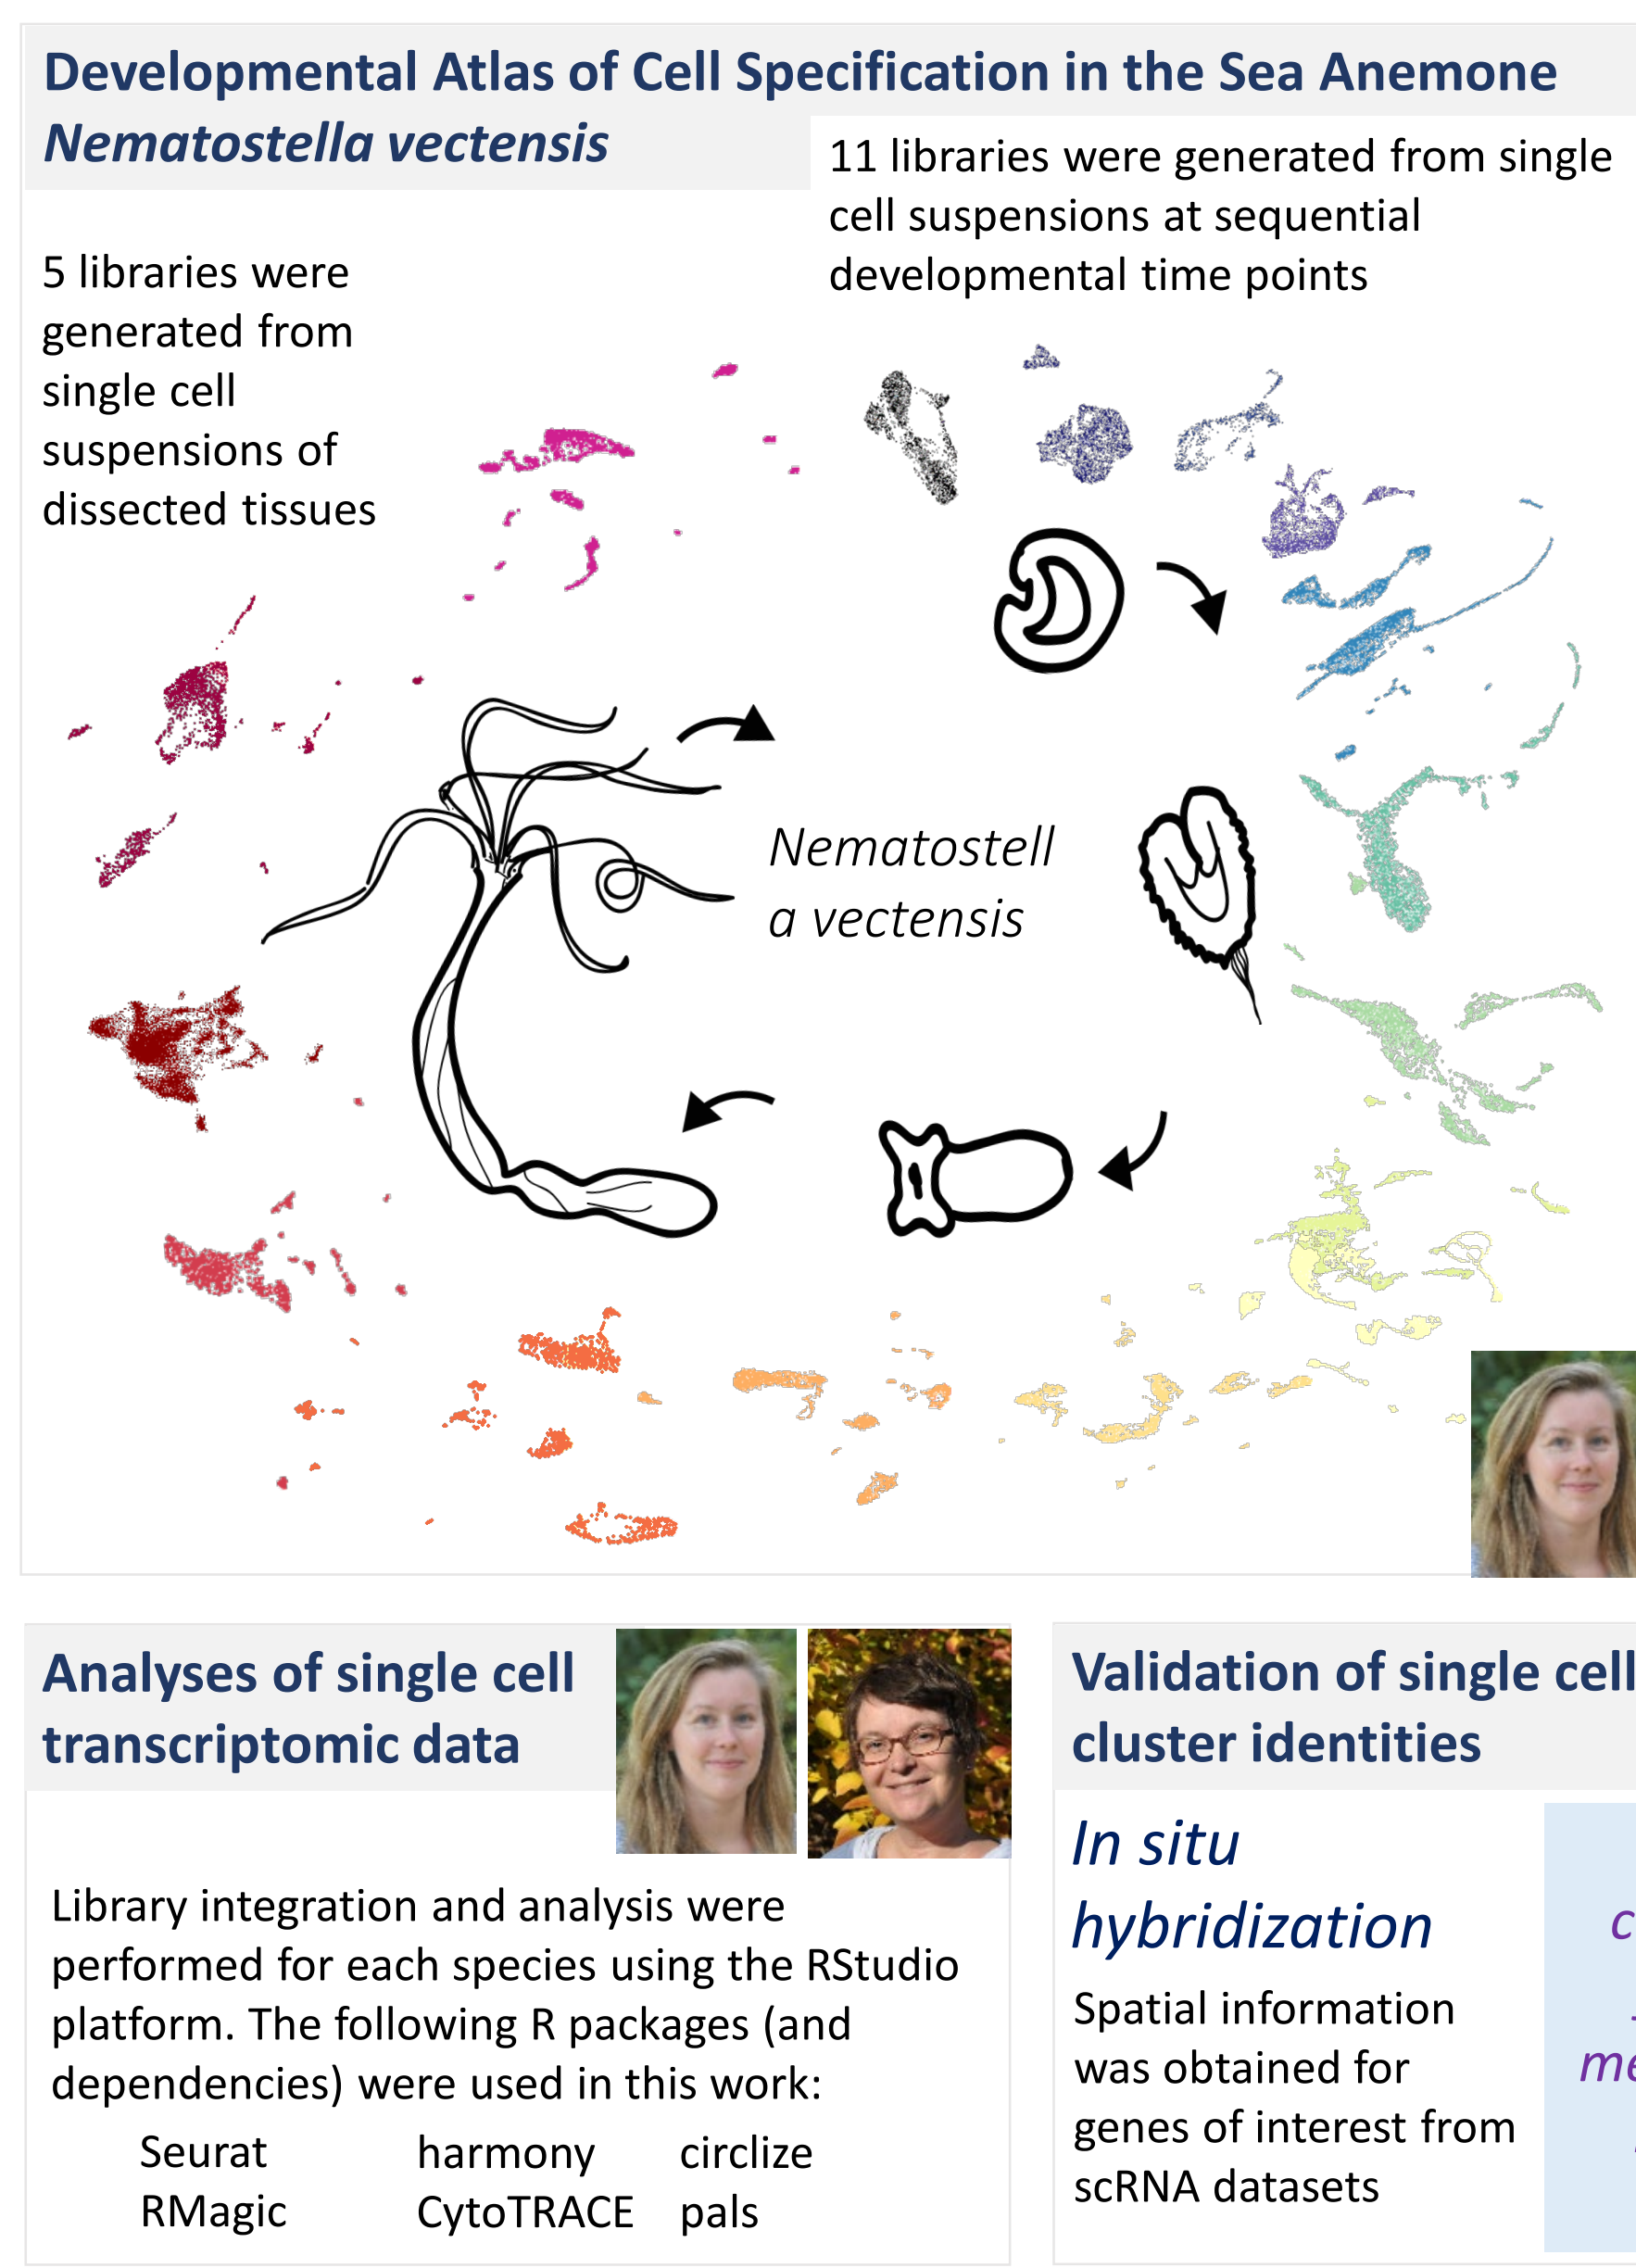 Developmental Atlas of Cell Specification in the Sea Anemone
Nematostella vectensis
11 libraries were generated from single
cell suspensions at sequential
developmental time points
5 libraries were
generated from
single cell
suspensions of
dissected tissues
Nematostell
a vectensis
Analyses of single cell
transcriptomic data
Library integration and analysis were
performed for each species using the RStudio
platform. The following R packages (and
dependencies) were used in this work:
Seurat harmony circlize
RMagic CytoTRACE pals
Validation of single cell
cluster identities
In situ
hybridization
Spatial information
was obtained for
genes of interest from
scRNA datasets